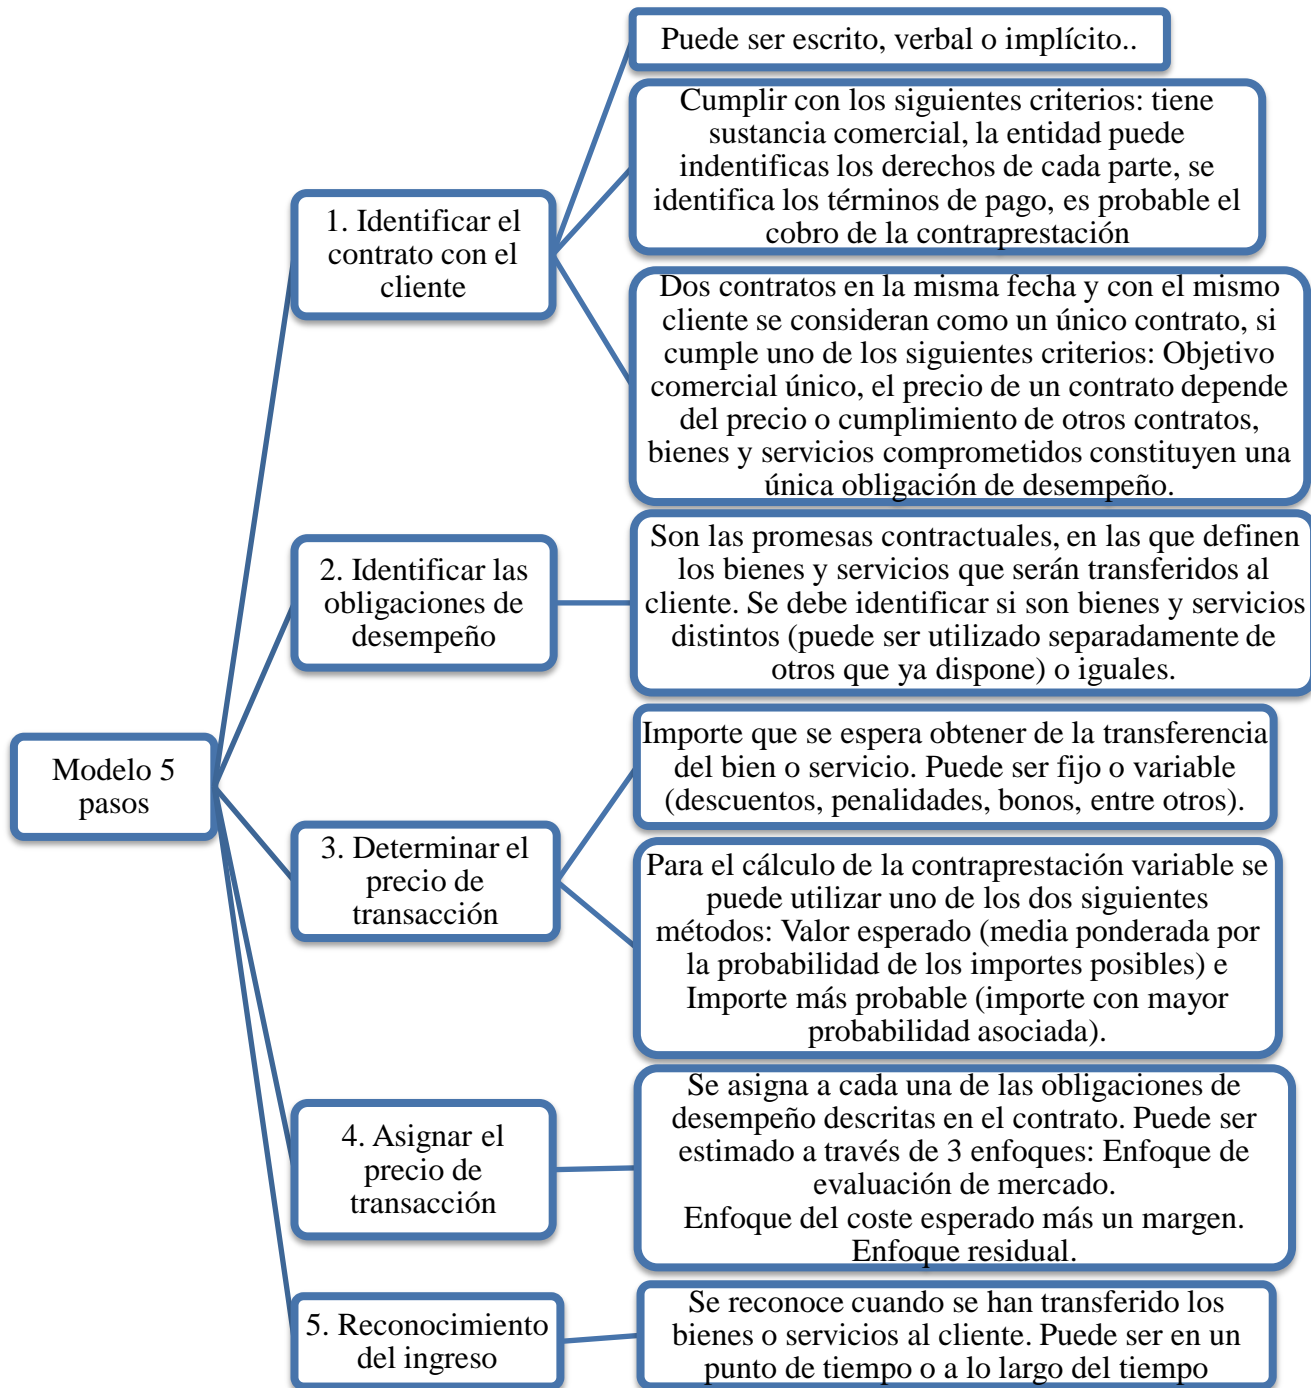 Modelo 5
pasos
1. Identificar el
contrato con el
cliente
Puede ser escrito, verbal o implícito..
Cumplir con los siguientes criterios: tiene
sustancia comercial, la entidad puede
indentificas los derechos de cada parte, se
identifica los términos de pago, es probable el
cobro de la contraprestación
Dos contratos en la misma fecha y con el mismo
cliente se consideran como un único contrato, si
cumple uno de los siguientes criterios: Objetivo
comercial único, el precio de un contrato depende
del precio o cumplimiento de otros contratos,
bienes y servicios comprometidos constituyen una
única obligación de desempeño.
2. Identificar las
obligaciones de
desempeño
Son las promesas contractuales, en las que definen
los bienes y servicios que serán transferidos al
cliente. Se debe identificar si son bienes y servicios
distintos (puede ser utilizado separadamente de
otros que ya dispone) o iguales.
3. Determinar el
precio de
transacción
Importe que se espera obtener de la transferencia
del bien o servicio. Puede ser fijo o variable
(descuentos, penalidades, bonos, entre otros).
Para el cálculo de la contraprestación variable se
puede utilizar uno de los dos siguientes
métodos: Valor esperado (media ponderada por
la probabilidad de los importes posibles) e
Importe más probable (importe con mayor
probabilidad asociada).
4. Asignar el
precio de
transacción
Se asigna a cada una de las obligaciones de
desempeño descritas en el contrato. Puede ser
estimado a través de 3 enfoques: Enfoque de
evaluación de mercado.
Enfoque del coste esperado más un margen.
Enfoque residual.
5. Reconocimiento
del ingreso
Se reconoce cuando se han transferido los
bienes o servicios al cliente. Puede ser en un
punto de tiempo o a lo largo del tiempo